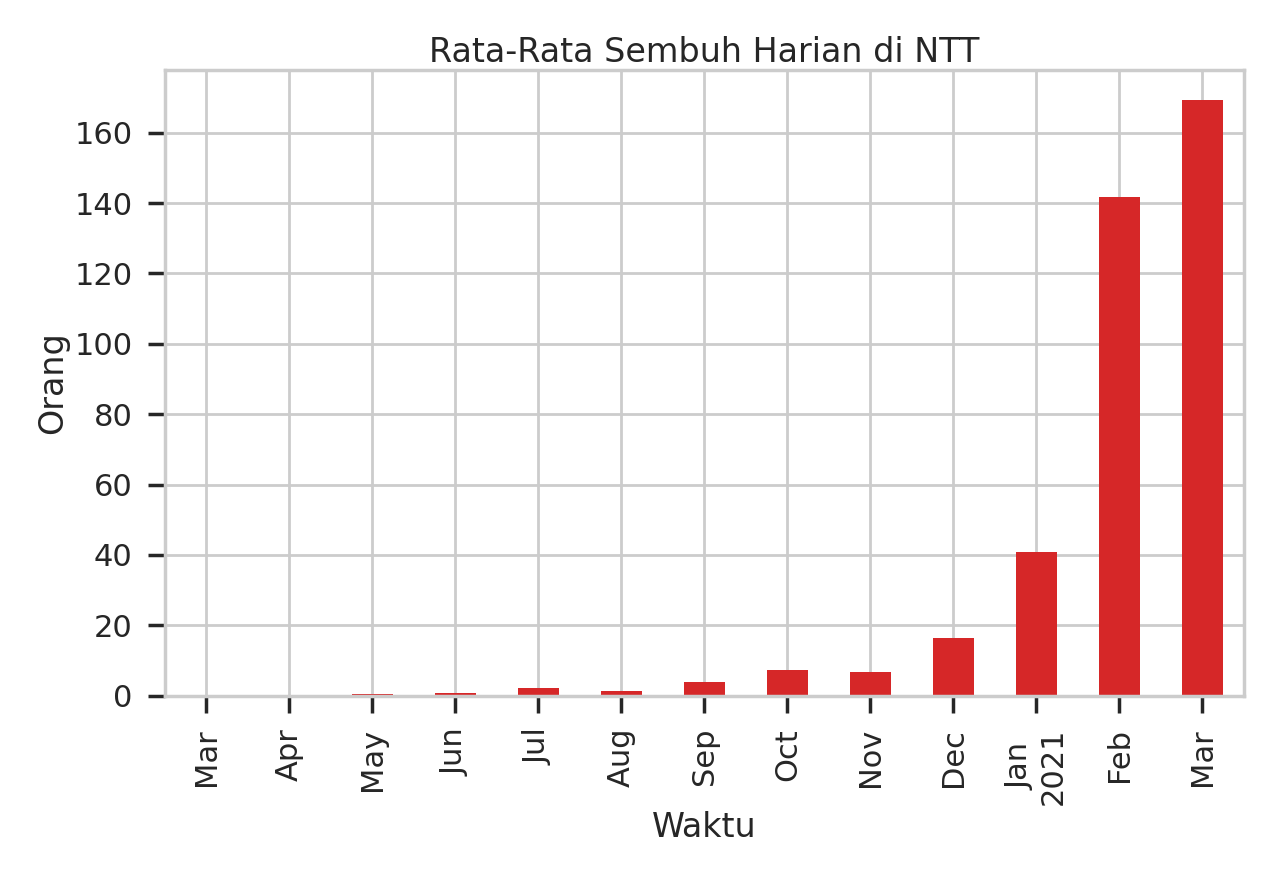 Rata-Rata Sembuh Harian di NTT
Orang
160
140
120
100
80
60
40
20
0
Mar
Apr
May
Jun
Jul
Aug
Sep
Oct
Nov
Dec
Jan
2021
Feb
Mar
Waktu